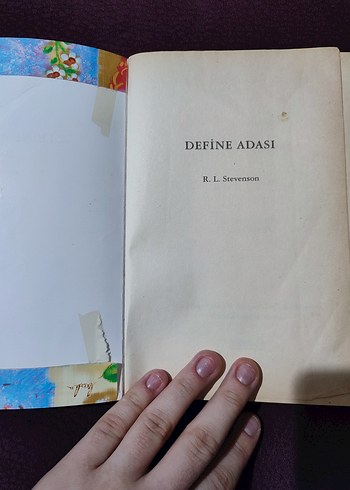 DEFİNE ADASI
R. L. Stevenson